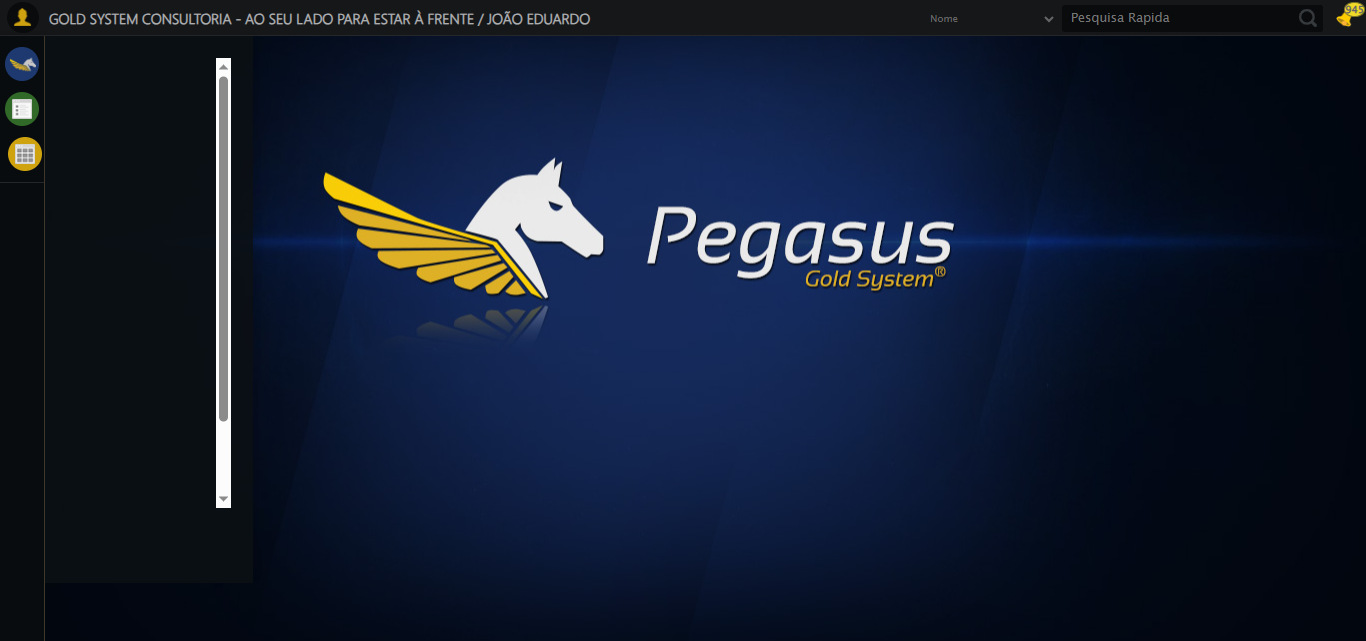 GOLD SYSTEM CONSULTORIA - AO SEU LADO PARA ESTAR À FRENTE / JOÃO EDUARDO
Nome
Pesquisa Rapida
945
Pegasus
Gold System®